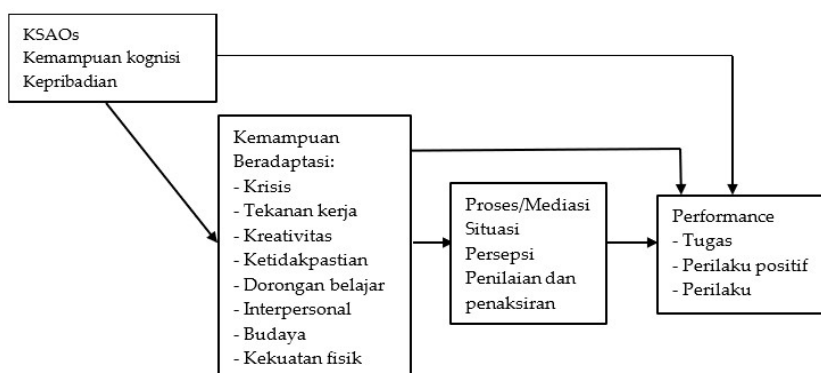 KSAOs
Kemampuan kognisi
Kepribadian
Kemampuan
Beradaptasi:
- Krisis
- Tekanan kerja
- Kreativitas
- Ketidakpastian
- Dorongan belajar
- Interpersonal
- Budaya
- Kekuatan fisik
Proses/Mediasi
Situasi
Persepsi
Penilaian dan
penaksiran
Performance
- Tugas
- Perilaku positif
- Perilaku